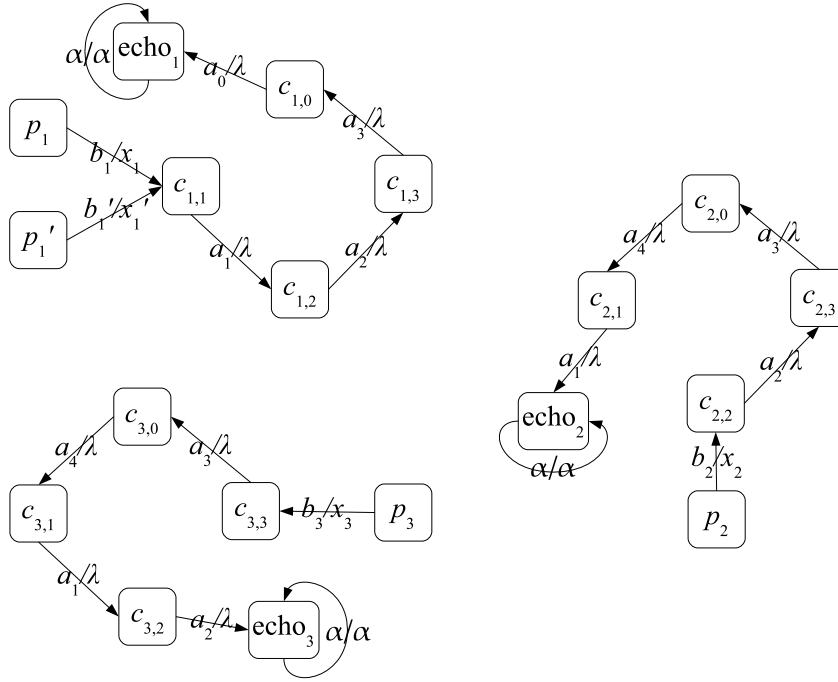 echo₁
α/α
a₀/λ
c₁,₀
a₃/λ
p₁
b₁/x₁
c₁,₁
c₁,₃
b₁'/x₁'
p₁'
a₁/λ
a₂/λ
c₁,₂
c₂,₀
a₄/λ
a₃/λ
c₂,₁
c₂,₃
a₁/λ
a₂/λ
echo₂
c₂,₂
α/α
b₂/x₂
p₂
c₃,₀
a₄/λ
a₃/λ
c₃,₁
c₃,₃
b₃/x₃
p₃
a₁/λ
c₃,₂
a₂/λ
echo₃
α/α